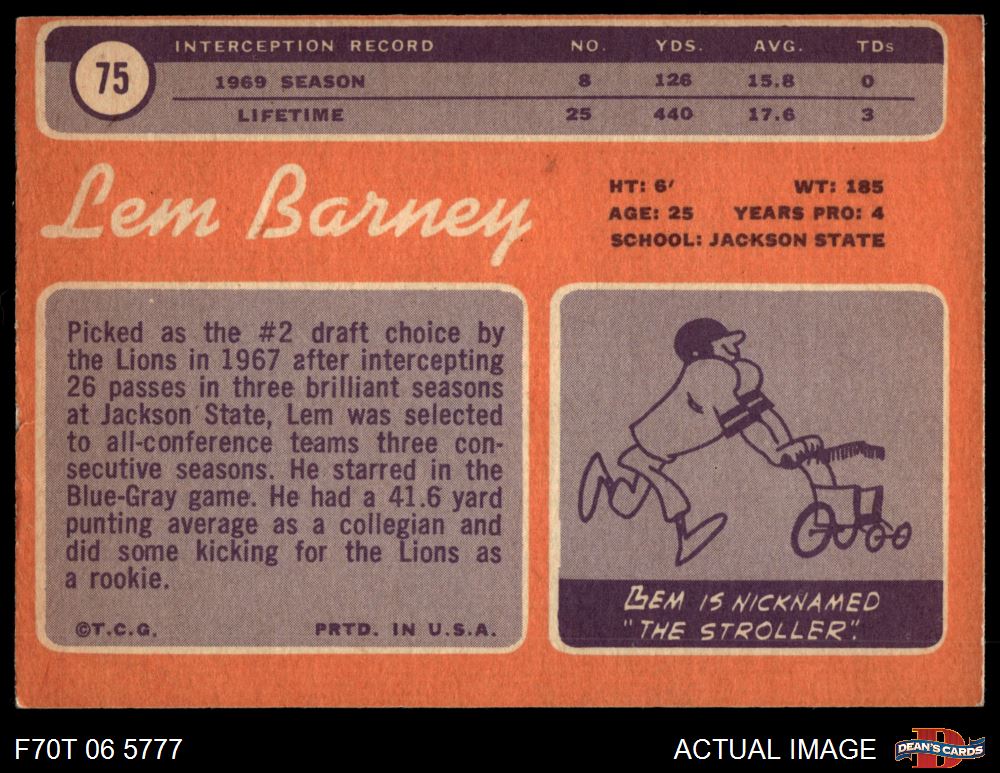 75
INTERCEPTION RECORD NO. YDS. AVG. TDs
1969 SEASON 8 126 15.8 0
LIFETIME 25 440 17.6 3
Lem Barney
HT: 6′ WT: 185
AGE: 25 YEARS PRO: 4
SCHOOL: JACKSON STATE
Picked as the #2 draft choice by
the Lions in 1967 after intercepting
26 passes in three brilliant seasons
at Jackson State, Lem was selected
to all-conference teams three con-
secutive seasons. He starred in the
Blue-Gray game. He had a 41.6 yard
punting average as a collegian and
did some kicking for the Lions as
a rookie.
©T.C.G. PRTD. IN U.S.A.
LEM IS NICKNAMED
"THE STROLLER".
F70T 06 5777
ACTUAL IMAGE
D
DEAN'S CARDS